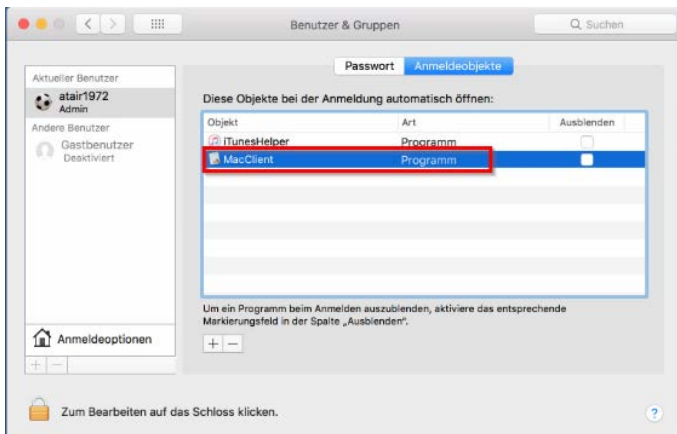 Benutzer & Gruppen
Suchen
Passwort
Anmeldeobjekte
Aktueller Benutzer
atair1972
Admin
Andere Benutzer
Gastbenutzer
Deaktiviert
Anmeldeoptionen
+ −
Diese Objekte bei der Anmeldung automatisch öffnen:
Objekt Art Ausblenden
iTunesHelper Programm
MacClient Programm
Um ein Programm beim Anmelden auszublenden, aktiviere das entsprechende
Markierungsfeld in der Spalte „Ausblenden“.
+ −
Zum Bearbeiten auf das Schloss klicken.
?